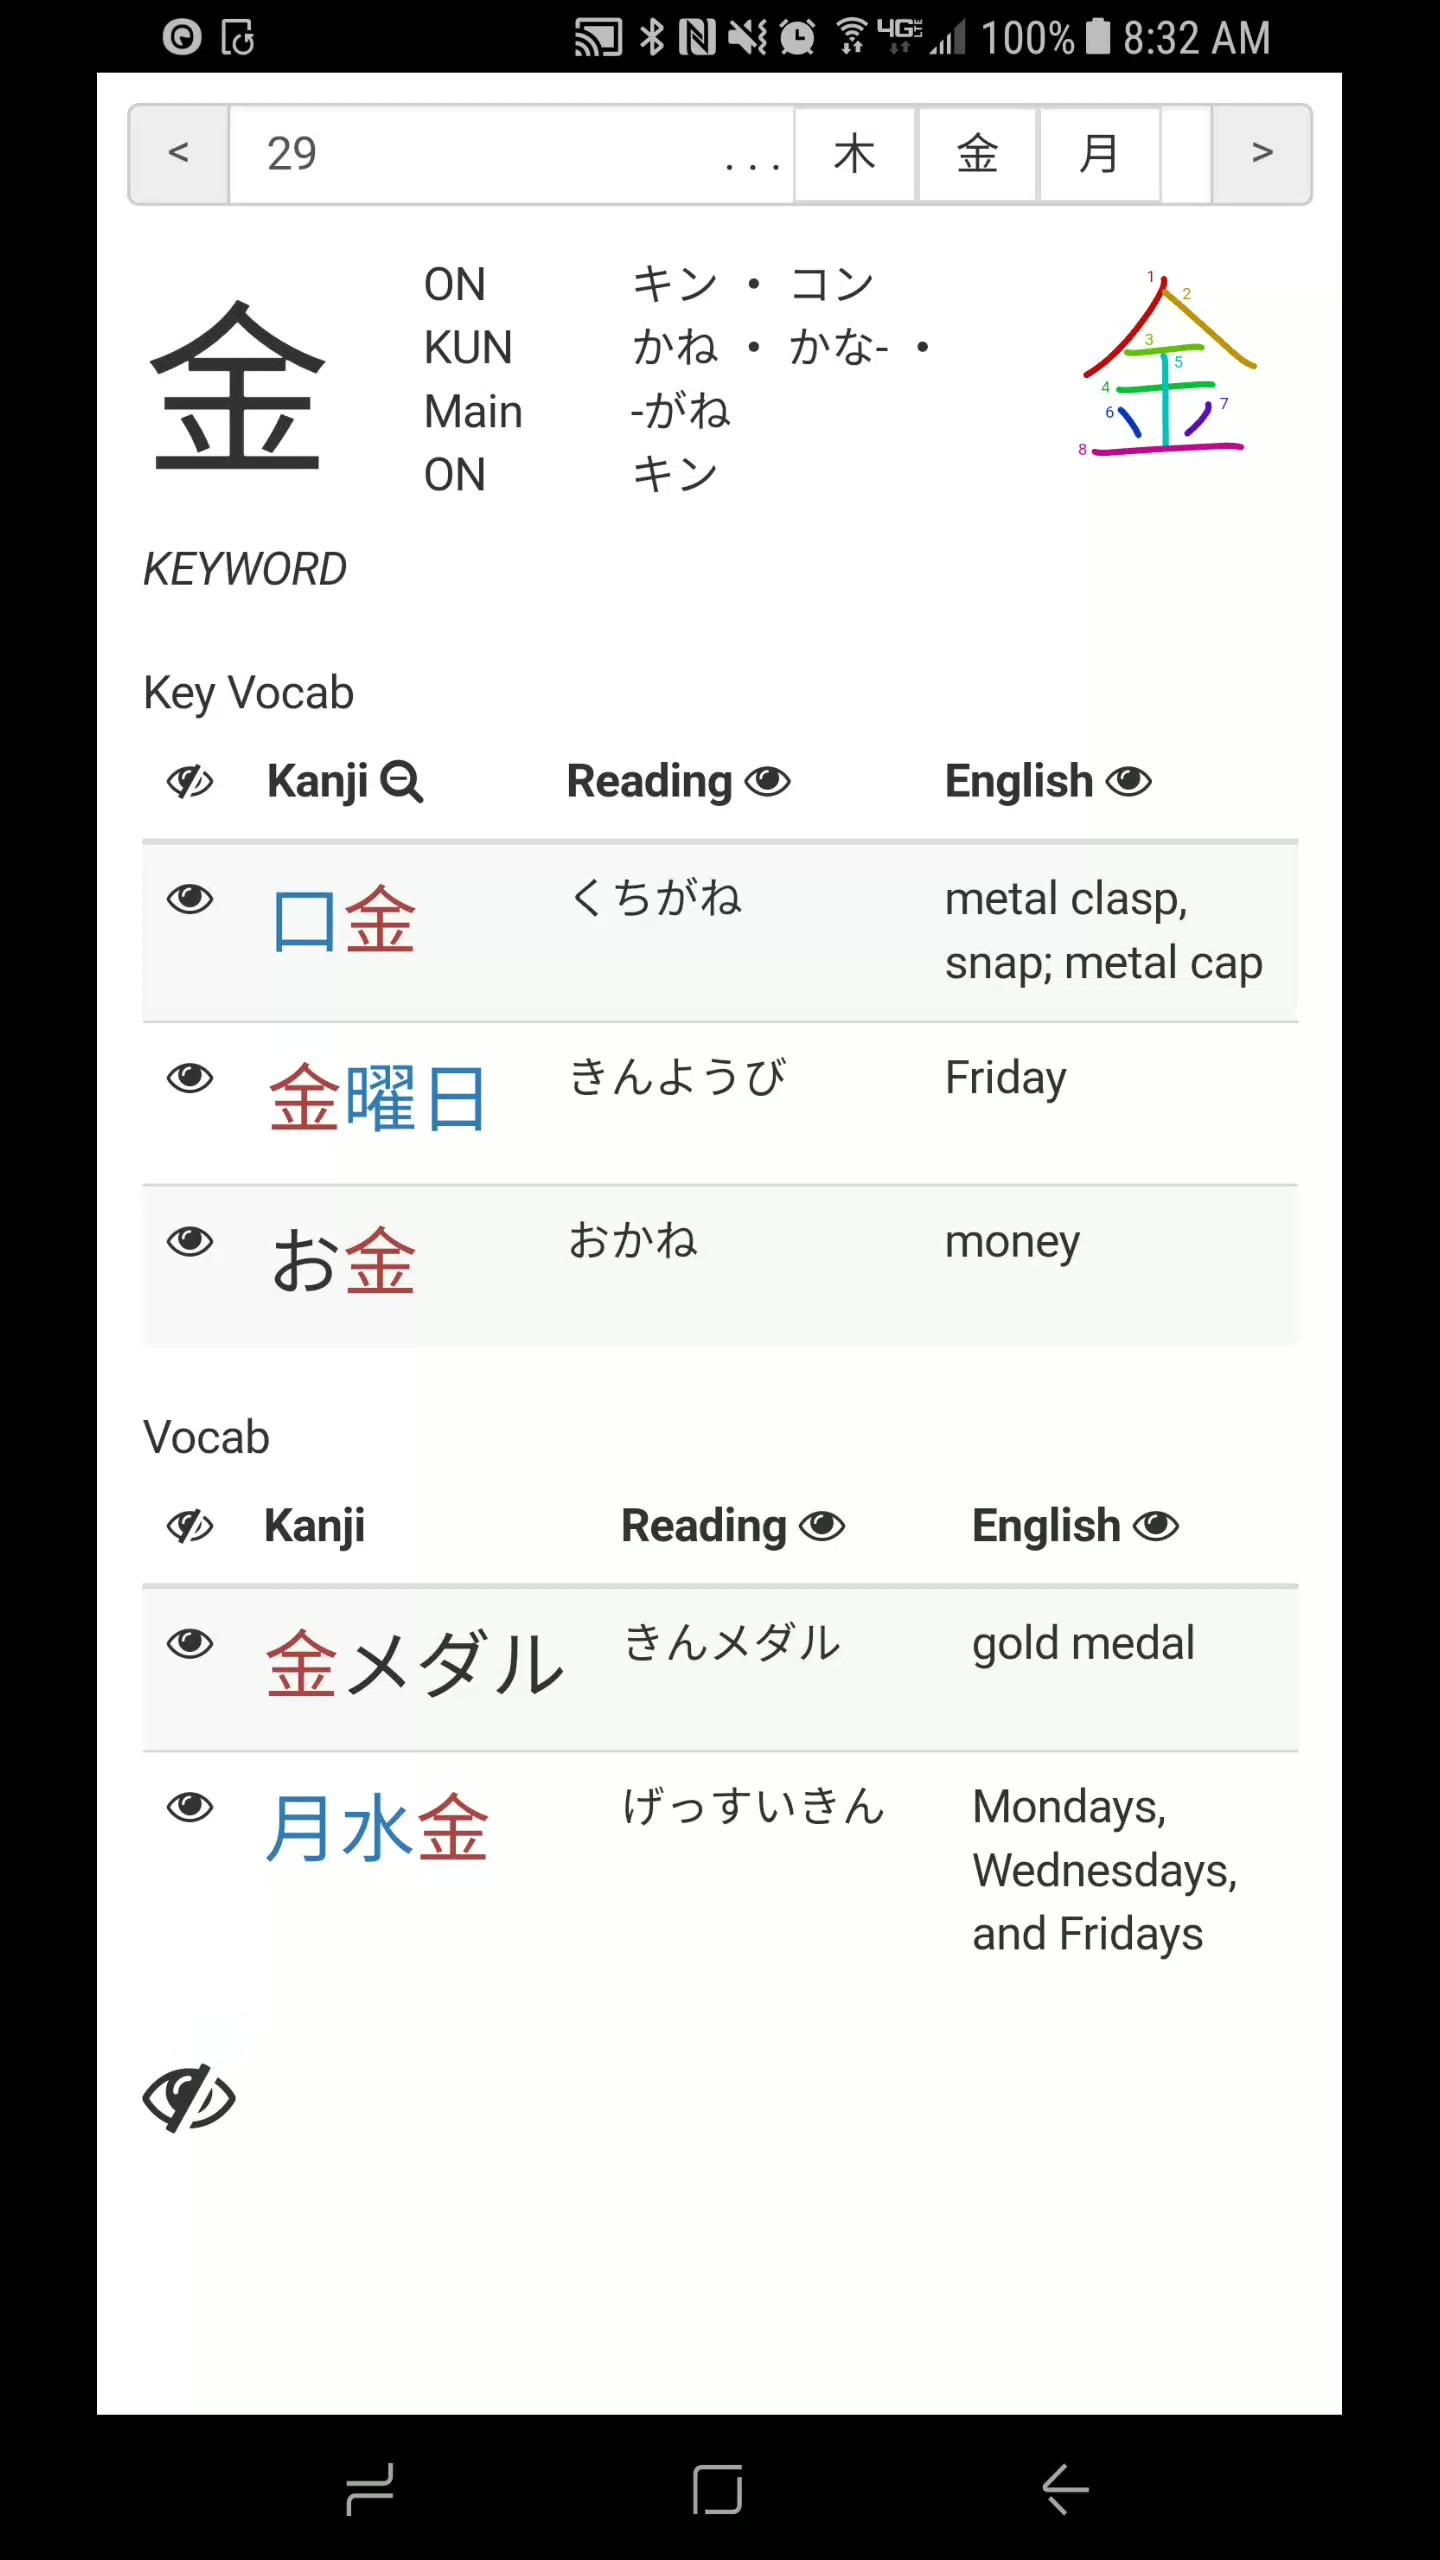 4G LTE 100% 8:32 AM
< 29 ... 木 金 月 >
金
ON キン ・ コン
KUN かね ・ かな- ・
Main -がね
ON キン
1 2 3 4 5 6 7 8
KEYWORD
Key Vocab
Kanji Reading English
口金 くちがね metal clasp,
snap; metal cap
金曜日 きんようび Friday
お金 おかね money
Vocab
Kanji Reading English
金メダル きんメダル gold medal
月水金 げっすいきん Mondays,
Wednesdays,
and Fridays